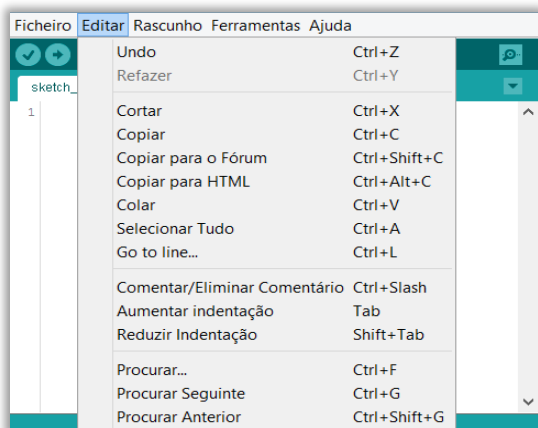 Ficheiro Editar Rascunho Ferramentas Ajuda
Undo Ctrl+Z
Refazer Ctrl+Y
sketch_
1
Cortar Ctrl+X
Copiar Ctrl+C
Copiar para o Fórum Ctrl+Shift+C
Copiar para HTML Ctrl+Alt+C
Colar Ctrl+V
Selecionar Tudo Ctrl+A
Go to line... Ctrl+L
Comentar/Eliminar Comentário Ctrl+Slash
Aumentar indentação Tab
Reduzir Indentação Shift+Tab
Procurar... Ctrl+F
Procurar Seguinte Ctrl+G
Procurar Anterior Ctrl+Shift+G